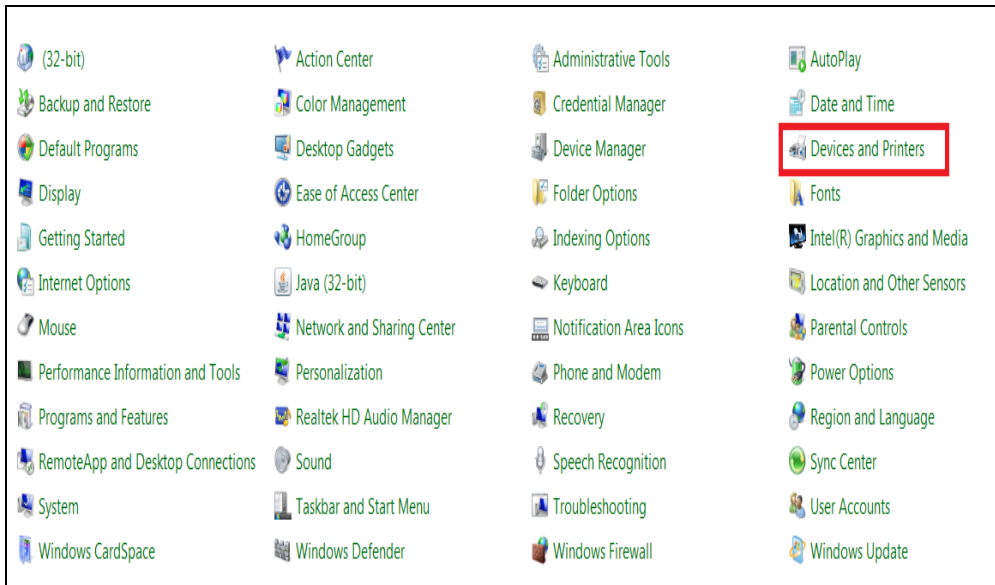 (32-bit) Action Center Administrative Tools AutoPlay
Backup and Restore Color Management Credential Manager Date and Time
Default Programs Desktop Gadgets Device Manager Devices and Printers
Display Ease of Access Center Folder Options Fonts
Getting Started HomeGroup Indexing Options Intel(R) Graphics and Media
Internet Options Java (32-bit) Keyboard Location and Other Sensors
Mouse Network and Sharing Center Notification Area Icons Parental Controls
Performance Information and Tools Personalization Phone and Modem Power Options
Programs and Features Realtek HD Audio Manager Recovery Region and Language
RemoteApp and Desktop Connections Sound Speech Recognition Sync Center
System Taskbar and Start Menu Troubleshooting User Accounts
Windows CardSpace Windows Defender Windows Firewall Windows Update